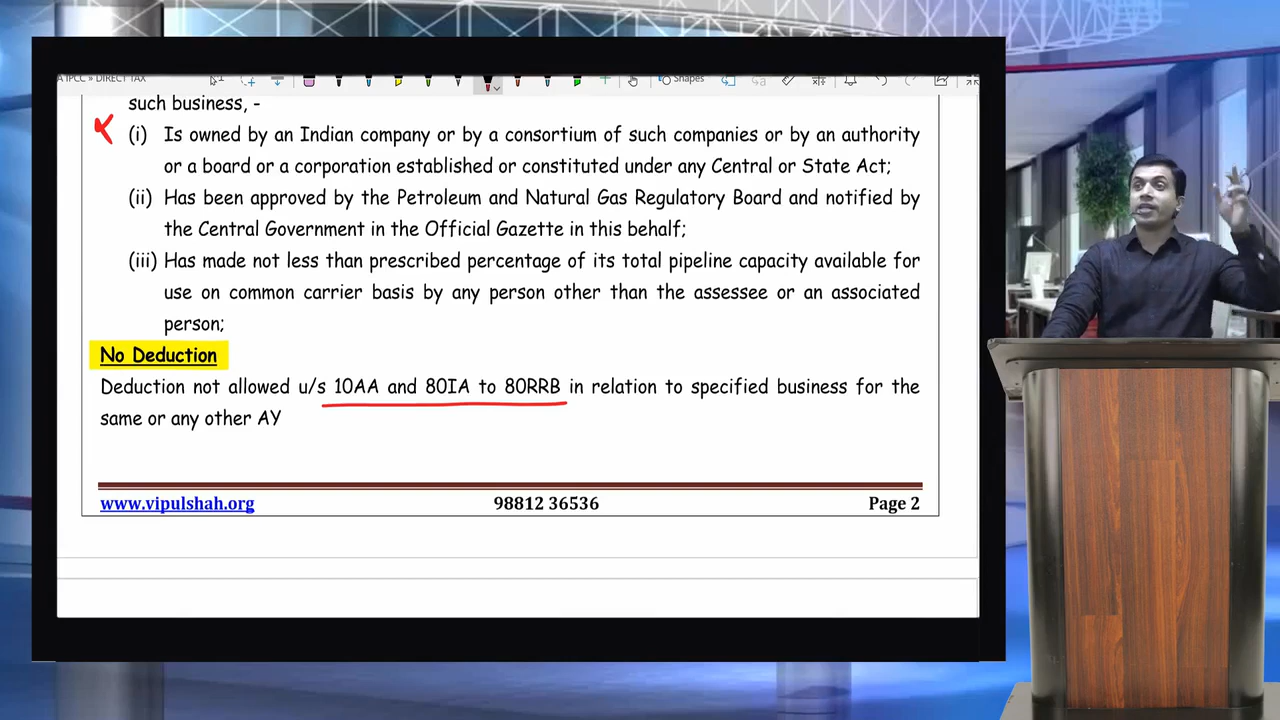 A IPCC » DIRECT TAX
Shapes
such business, -
(i) Is owned by an Indian company or by a consortium of such companies or by an authority
or a board or a corporation established or constituted under any Central or State Act;
(ii) Has been approved by the Petroleum and Natural Gas Regulatory Board and notified by
the Central Government in the Official Gazette in this behalf;
(iii) Has made not less than prescribed percentage of its total pipeline capacity available for
use on common carrier basis by any person other than the assessee or an associated
person;
No Deduction
Deduction not allowed u/s 10AA and 80IA to 80RRB in relation to specified business for the
same or any other AY
www.vipulshah.org 98812 36536 Page 2